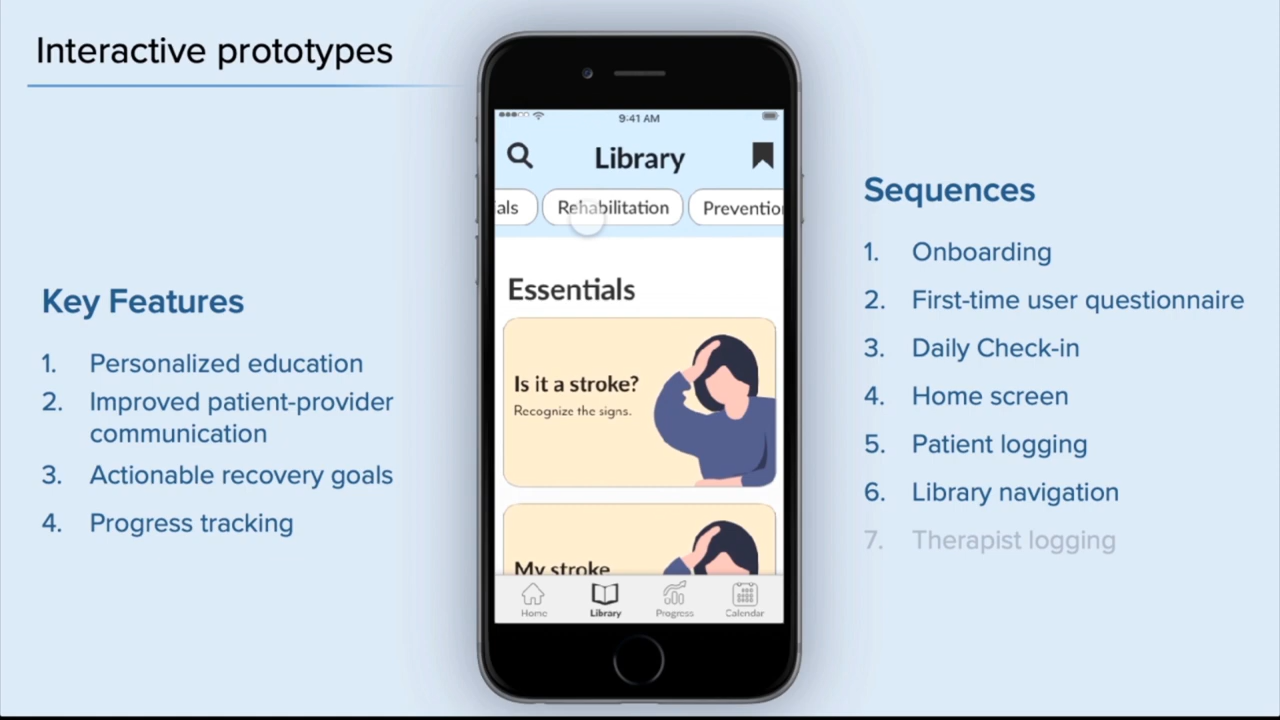 Interactive prototypes
Key Features
1. Personalized education
2. Improved patient-provider
communication
3. Actionable recovery goals
4. Progress tracking
9:41 AM
Library
ials
Rehabilitation
Preventio
Essentials
Is it a stroke?
Recognize the signs.
My stroke
Home
Library
Progress
Calendar
Sequences
1. Onboarding
2. First-time user questionnaire
3. Daily Check-in
4. Home screen
5. Patient logging
6. Library navigation
7. Therapist logging